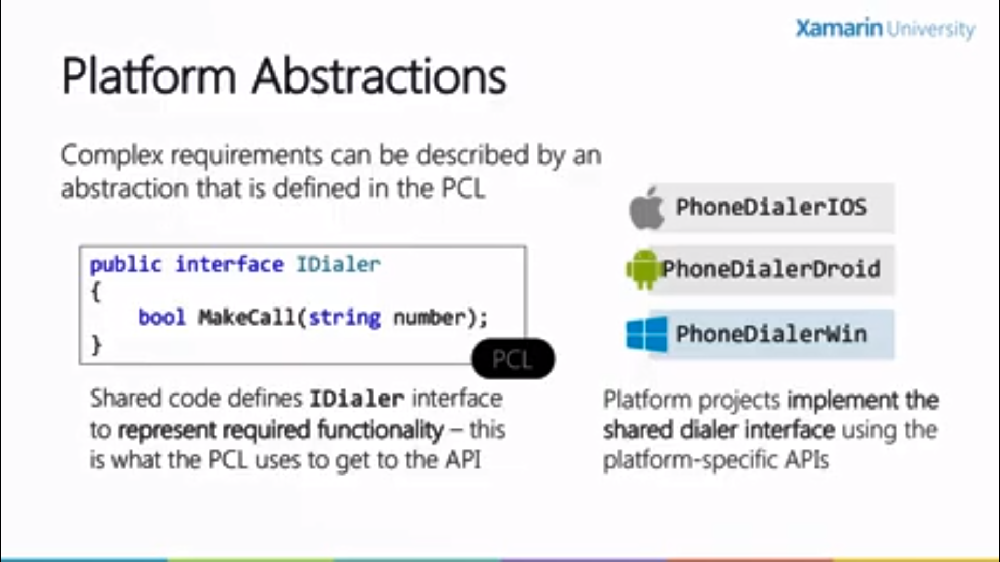 Xamarin University
Platform Abstractions
Complex requirements can be described by an
abstraction that is defined in the PCL
public interface IDialer
{
    bool MakeCall(string number);
}
PCL
Shared code defines IDialer interface
to represent required functionality – this
is what the PCL uses to get to the API
PhoneDialerIOS
PhoneDialerDroid
PhoneDialerWin
Platform projects implement the
shared dialer interface using the
platform-specific APIs